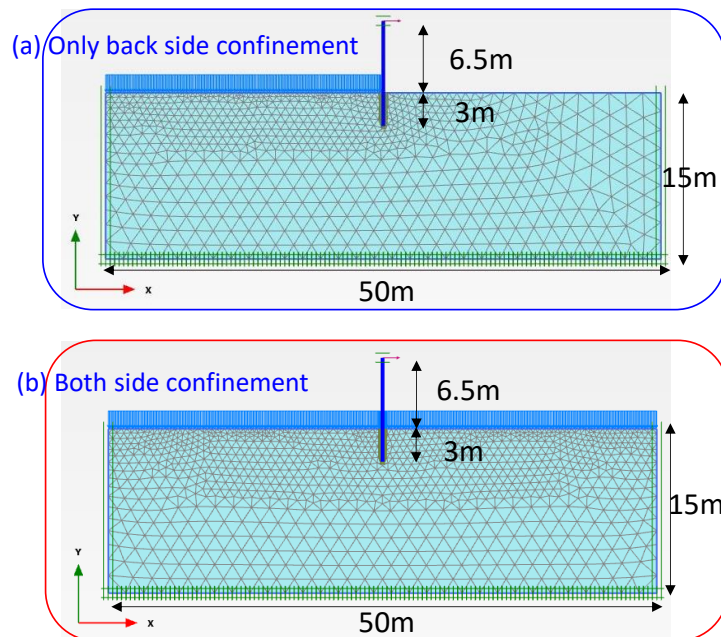 (a) Only back side confinement
6.5m
3m
15m
Y
X
50m
(b) Both side confinement
6.5m
3m
15m
Y
X
50m